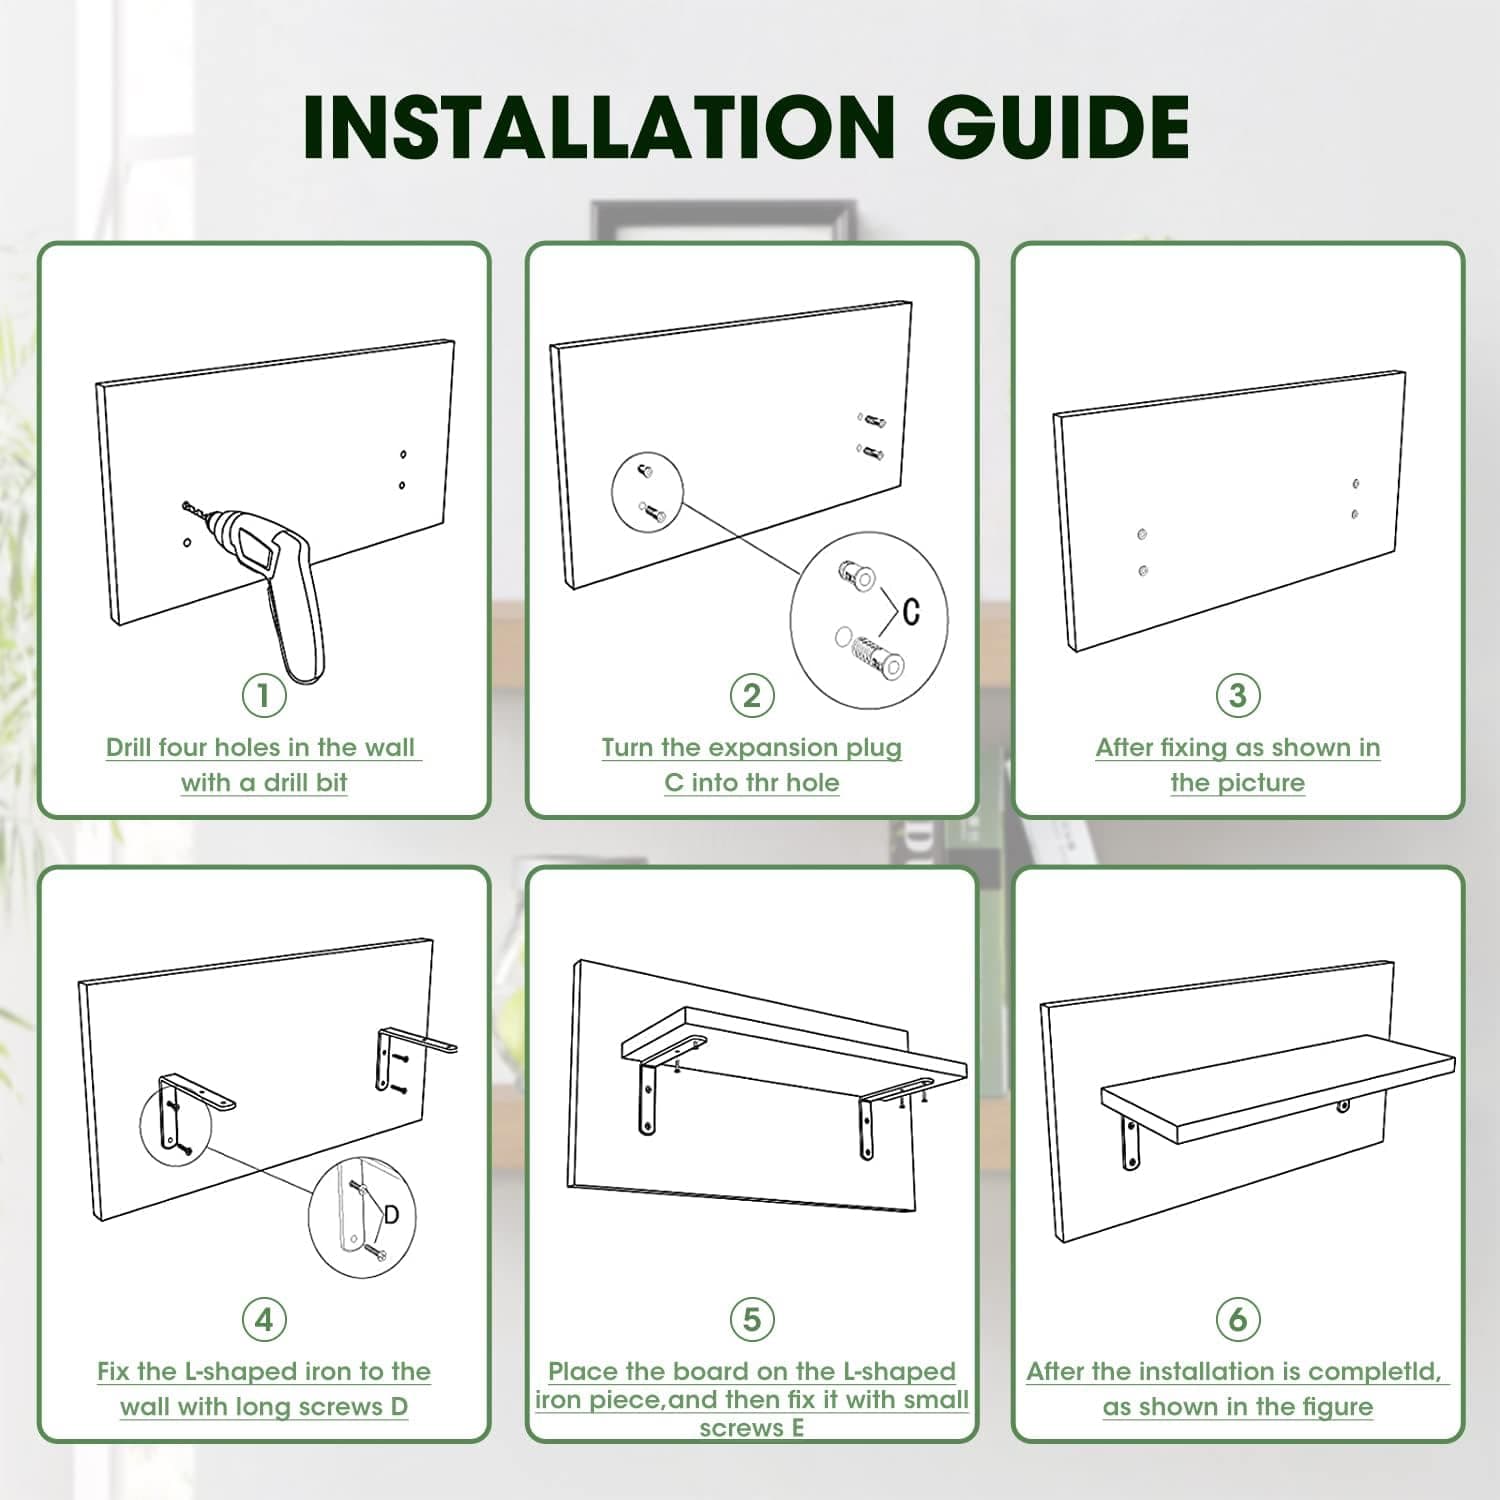 INSTALLATION GUIDE
C
1
Drill four holes in the wall
with a drill bit
2
Turn the expansion plug
C into thr hole
3
After fixing as shown in
the picture
D
4
Fix the L-shaped iron to the
wall with long screws D
5
Place the board on the L-shaped
iron piece,and then fix it with small
screws E
6
After the installation is completld,
as shown in the figure